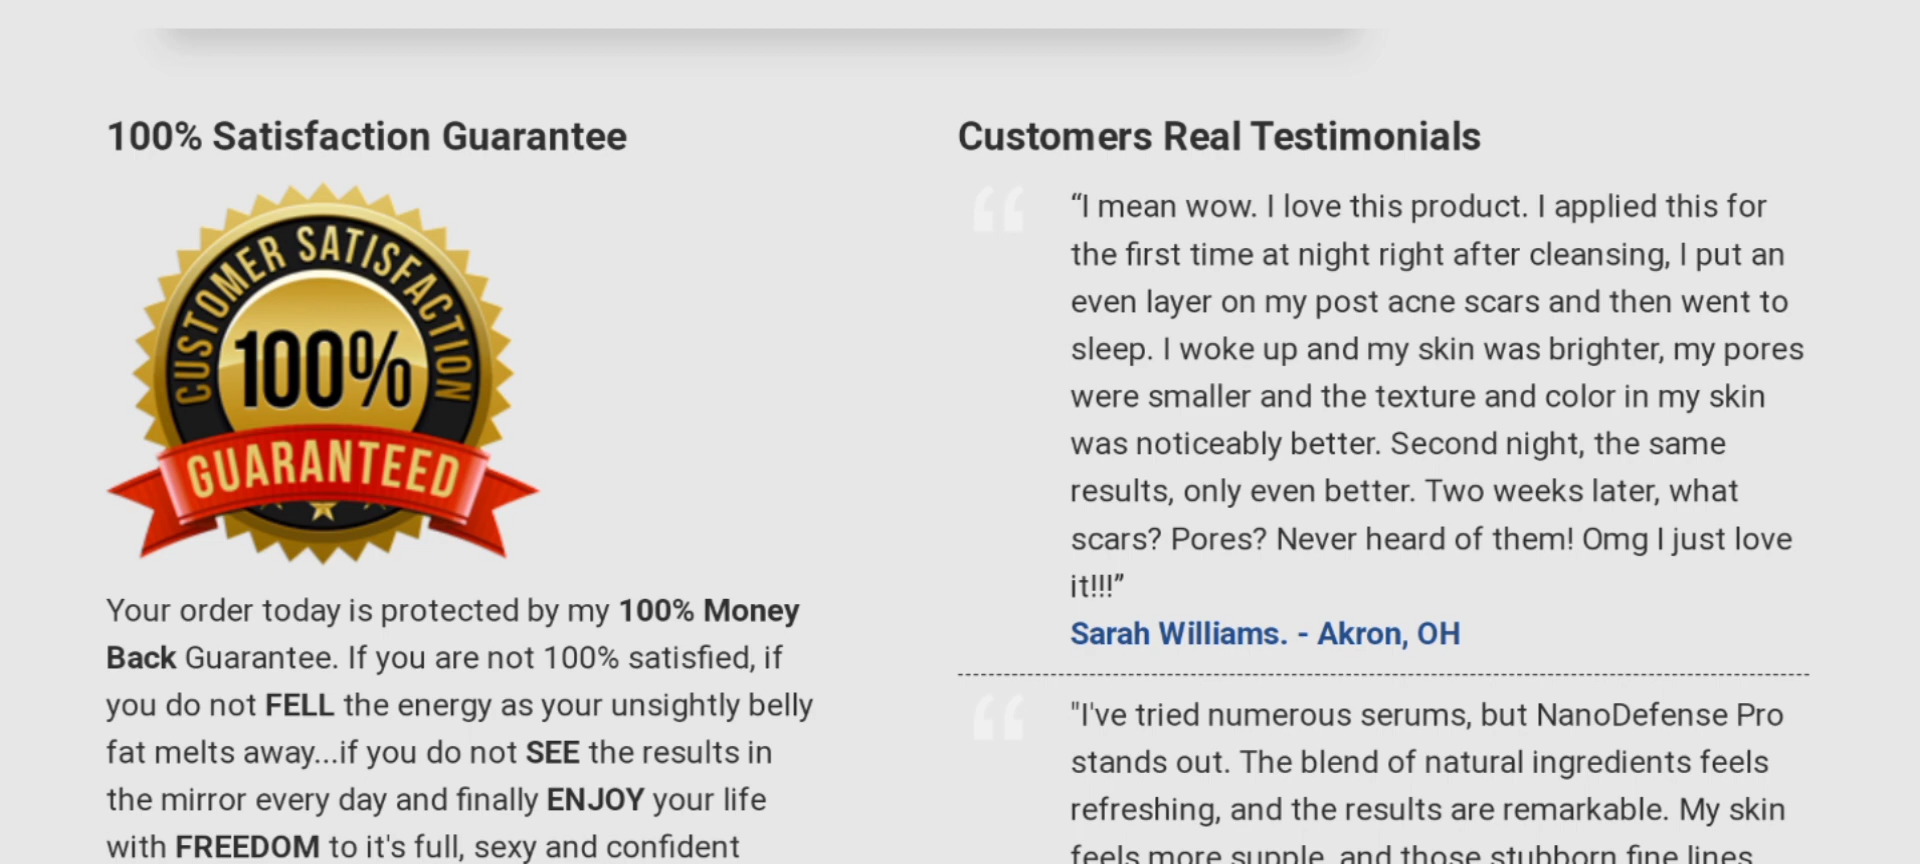 100% Satisfaction Guarantee
CUSTOMER SATISFACTION
100%
GUARANTEED
Your order today is protected by my 100% Money
Back Guarantee. If you are not 100% satisfied, if
you do not FELL the energy as your unsightly belly
fat melts away...if you do not SEE the results in
the mirror every day and finally ENJOY your life
with FREEDOM to it's full, sexy and confident
Customers Real Testimonials
“I mean wow. I love this product. I applied this for
the first time at night right after cleansing, I put an
even layer on my post acne scars and then went to
sleep. I woke up and my skin was brighter, my pores
were smaller and the texture and color in my skin
was noticeably better. Second night, the same
results, only even better. Two weeks later, what
scars? Pores? Never heard of them! Omg I just love
it!!!”
Sarah Williams. - Akron, OH
"I've tried numerous serums, but NanoDefense Pro
stands out. The blend of natural ingredients feels
refreshing, and the results are remarkable. My skin
feels more supple, and those stubborn fine lines